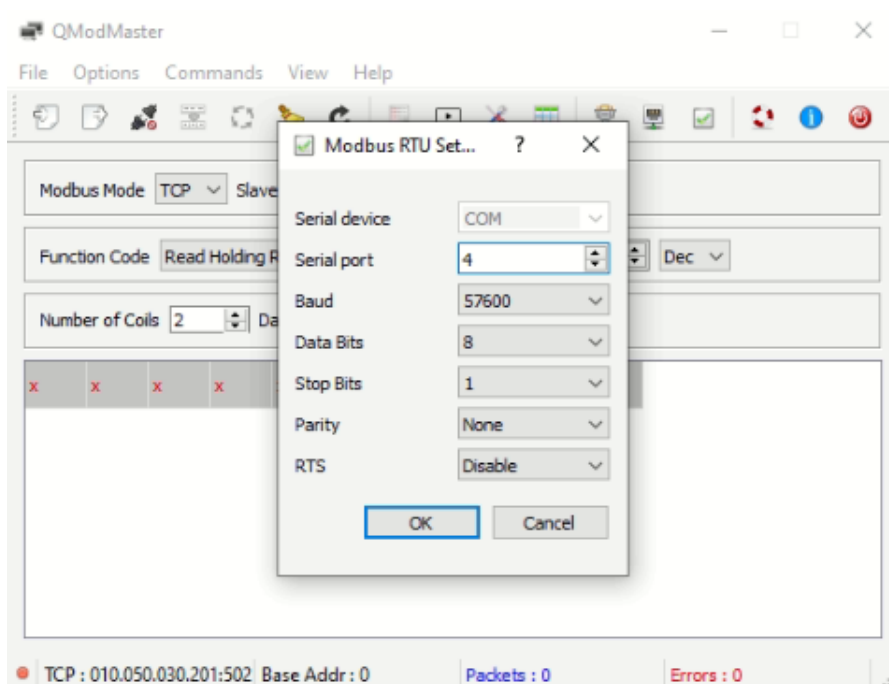 QModMaster
File Options Commands View Help
Modbus RTU Set... ?
Modbus Mode TCP Slave
Serial device COM
Function Code Read Holding R
Serial port 4
Dec
Baud 57600
Number of Coils 2 Da
Data Bits 8
x x x x
Stop Bits 1
Parity None
RTS Disable
OK Cancel
TCP : 010.050.030.201:502 Base Addr : 0 Packets : 0 Errors : 0